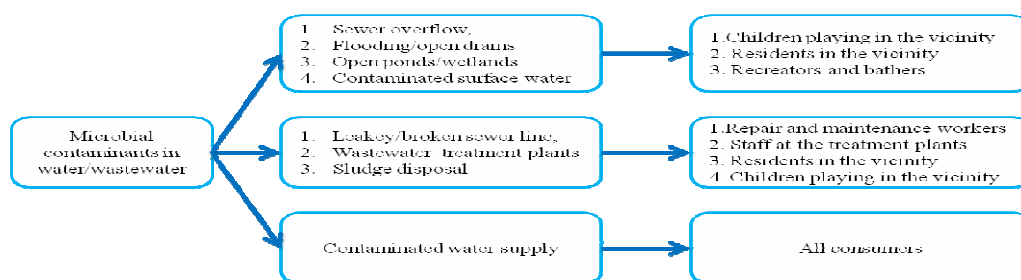 1 Sewer overflow,
2. Flooding/open drains
3. Open ponds/wetlands
4. Contaminated surface water
1.Children playing in the vicinity
2. Residents in the vicinity
3. Recreators and bathers
Microbial
contaminants in
water/wastewater
1. Leakey/broken sewer line,
2. Wastewater treatment plants
3. Sludge disposal
1.Repair and maintenance workers
2. Staff at the treatment plants
3. Residents in the vicinity
4. Children playing in the vicinity
Contaminated water supply
All consumers